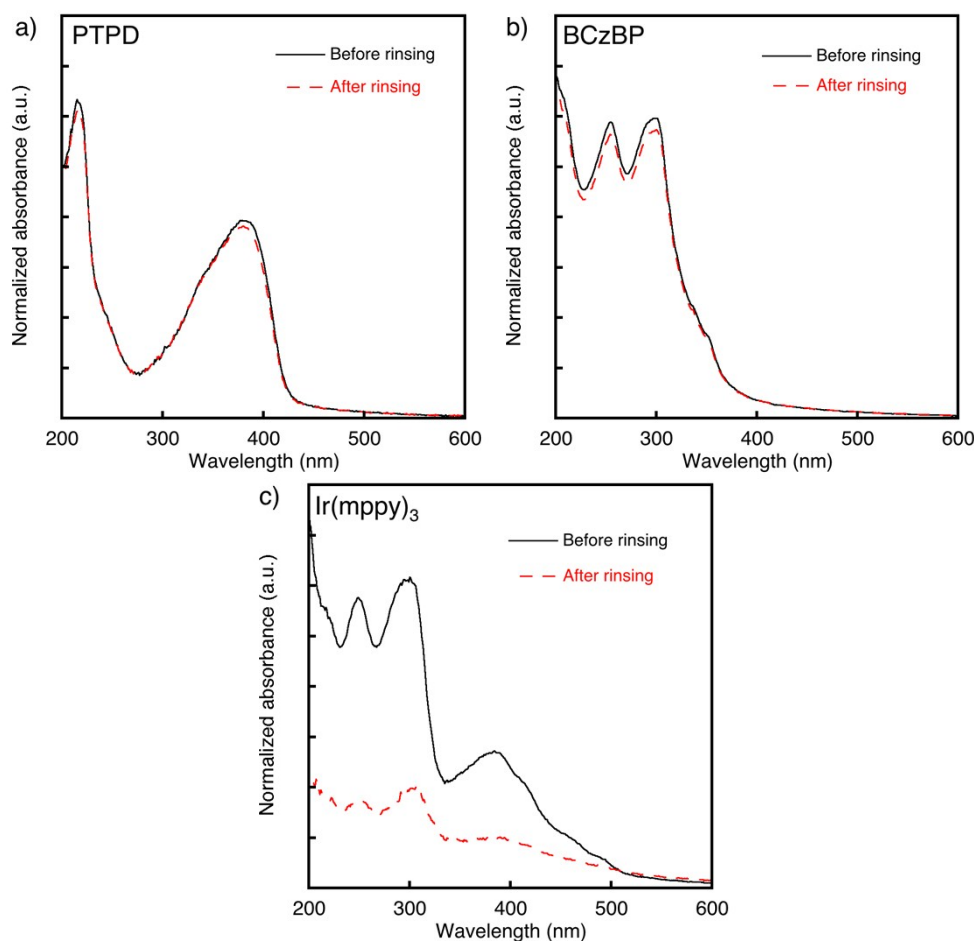 a) PTPD
Before rinsing
After rinsing
Normalized absorbance (a.u.)
200 300 400 500 600
Wavelength (nm)
b) BCzBP
Before rinsing
After rinsing
Normalized absorbance (a.u.)
200 300 400 500 600
Wavelength (nm)
c) Ir(mppy)₃
Before rinsing
After rinsing
Normalized absorbance (a.u.)
200 300 400 500 600
Wavelength (nm)